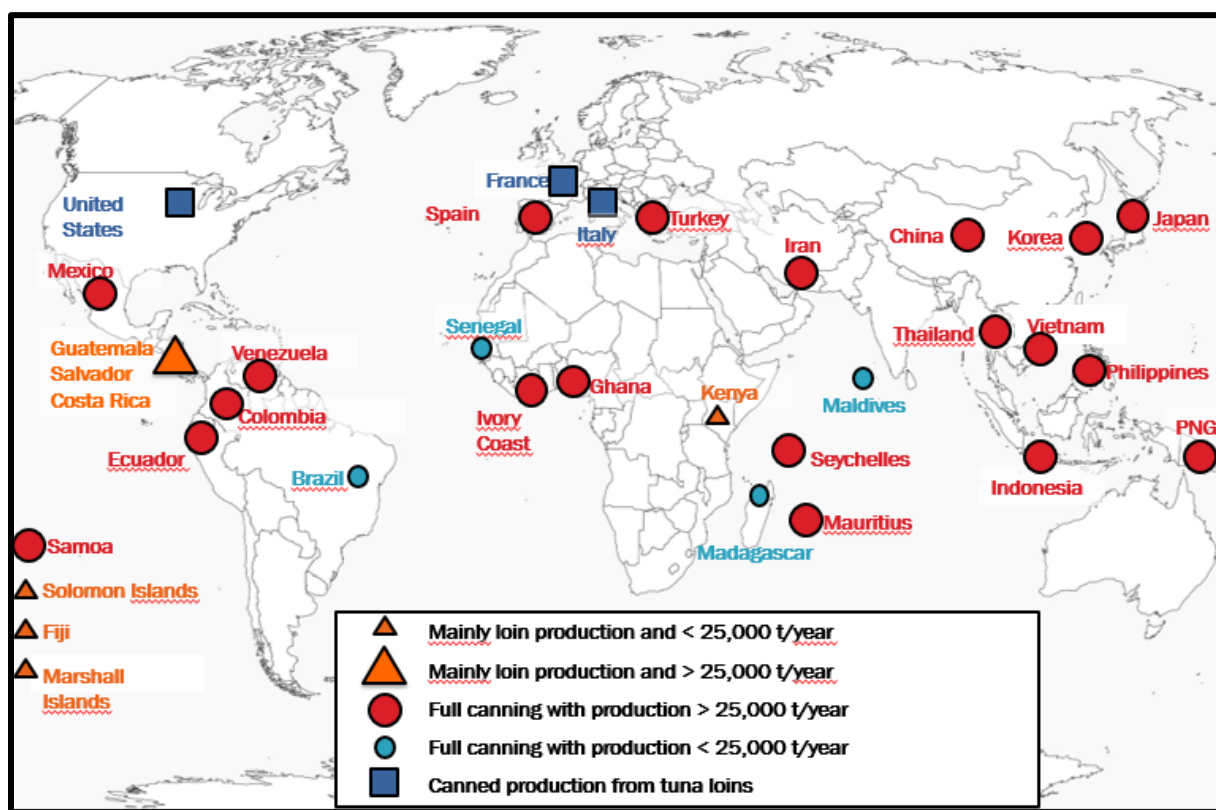 France
Spain
Turkey
Italy
United
States
China
Korea
Japan
Iran
Mexico
Senegal
Thailand
Vietnam
Guatemala
Salvador
Costa Rica
Venezuela
Ghana
Kenya
Maldives
Philippines
Colombia
Ivory
Coast
PNG
Ecuador
Brazil
Seychelles
Indonesia
Mauritius
Madagascar
Samoa
Solomon Islands
Fiji
Marshall
Islands
Mainly loin production and < 25,000 t/year
Mainly loin production and > 25,000 t/year
Full canning with production > 25,000 t/year
Full canning with production < 25,000 t/year
Canned production from tuna loins